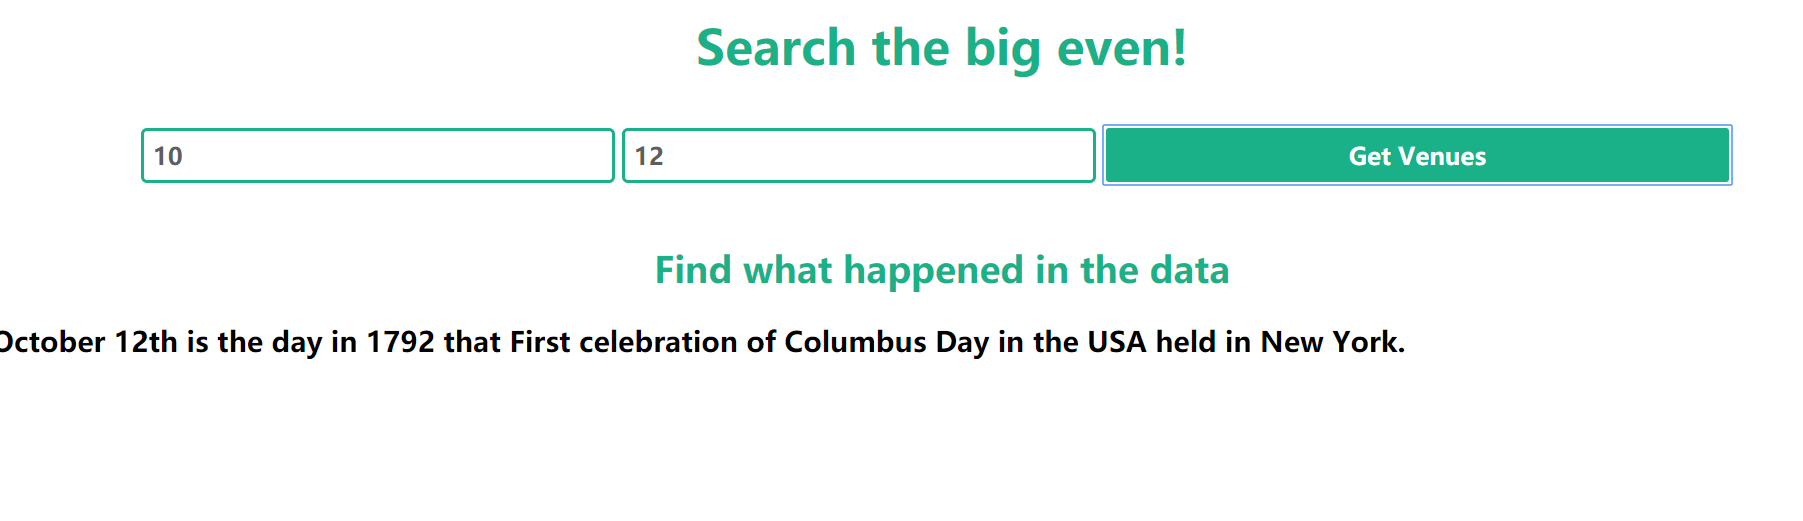 Search the big even!
10 12 Get Venues
Find what happened in the data
October 12th is the day in 1792 that First celebration of Columbus Day in the USA held in New York.